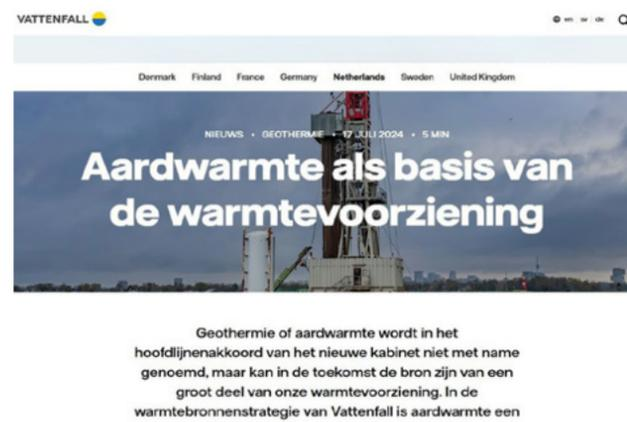 VATTENFALL
en sv de
Denmark Finland France Germany Netherlands Sweden United Kingdom
NIEUWS • GEOTHERMIE • 17 JULI 2024 • 5 MIN
Aardwarmte als basis van
de warmtevoorziening
Geothermie of aardwarmte wordt in het
hoofdlijnenakkoord van het nieuwe kabinet niet met name
genoemd, maar kan in de toekomst de bron zijn van een
groot deel van onze warmtevoorziening. In de
warmtebronnenstrategie van Vattenfall is aardwarmte een